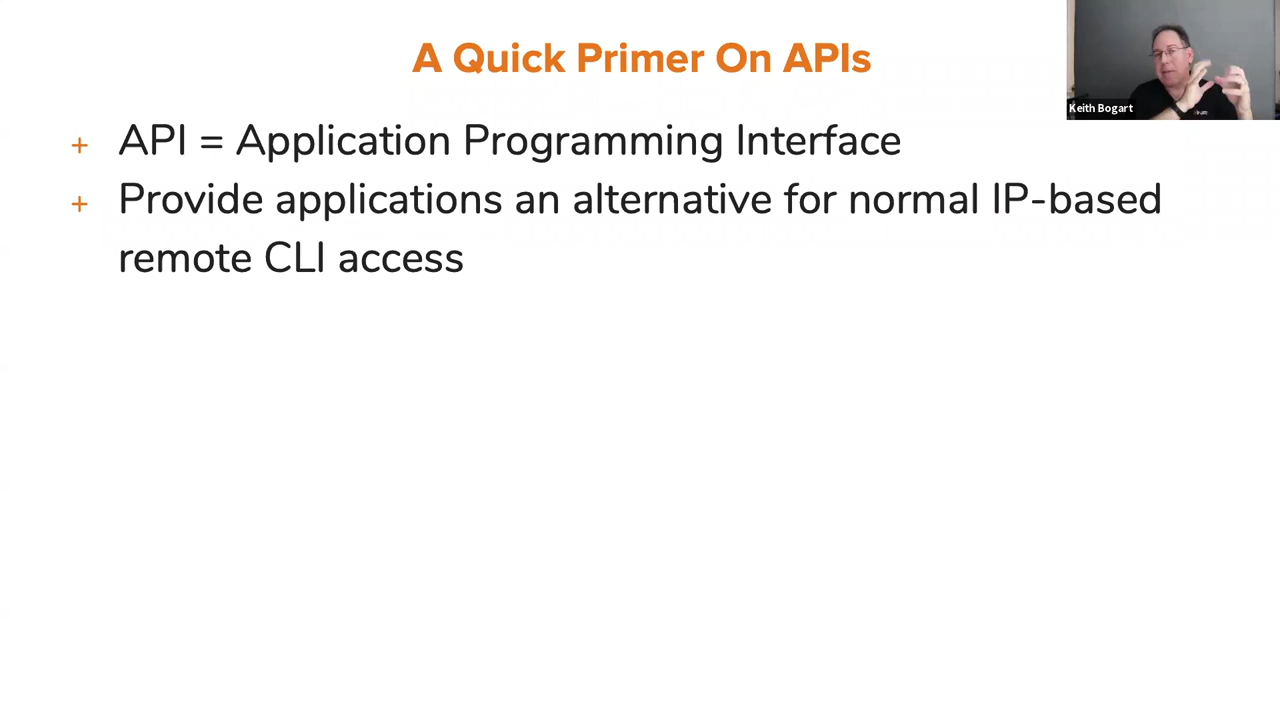 A Quick Primer On APIs
Keith Bogart
+ API = Application Programming Interface
+ Provide applications an alternative for normal IP-based
remote CLI access